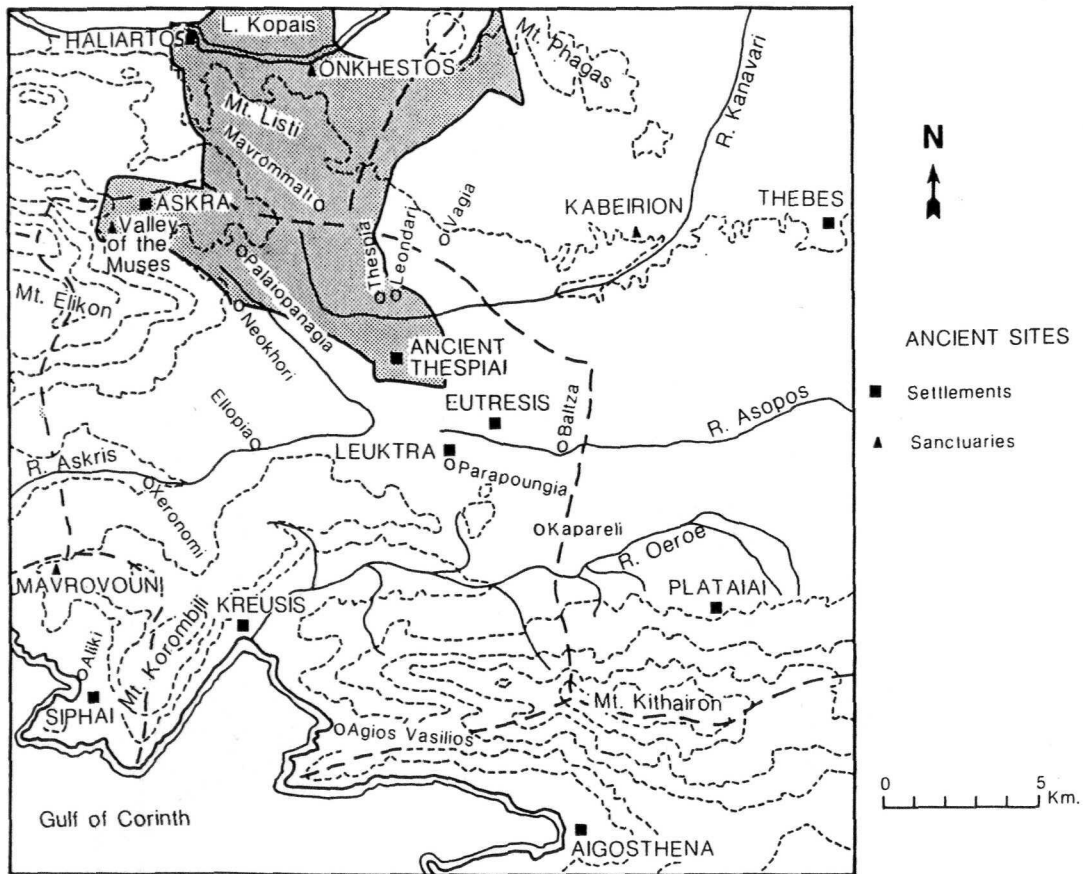 L. Kopais
HALIARTOS
ONKHESTOS
Mt. Phagas
R. Kanavari
Mt. Listi
Mavrommati
ASKRA
Valley
of the
Muses
Mt. Elikon
Palaiopanagia
Neokhori
Thespia
Leondari
Vagia
KABEIRION
THEBES
ANCIENT
THESPIAI
EUTRESIS
Ellopia
LEUKTRA
Baltza
R. Asopos
Parapoungia
R. Askris
Xeronomi
Kapareli
R. Oeroe
PLATAIAI
MAVROVOUNI
KREUSIS
Mt. Korombili
Aliki
SIPHAI
Mt. Kithairon
Agios Vasilios
Gulf of Corinth
AIGOSTHENA
N
ANCIENT SITES
Settlements
Sanctuaries
0 5
Km.